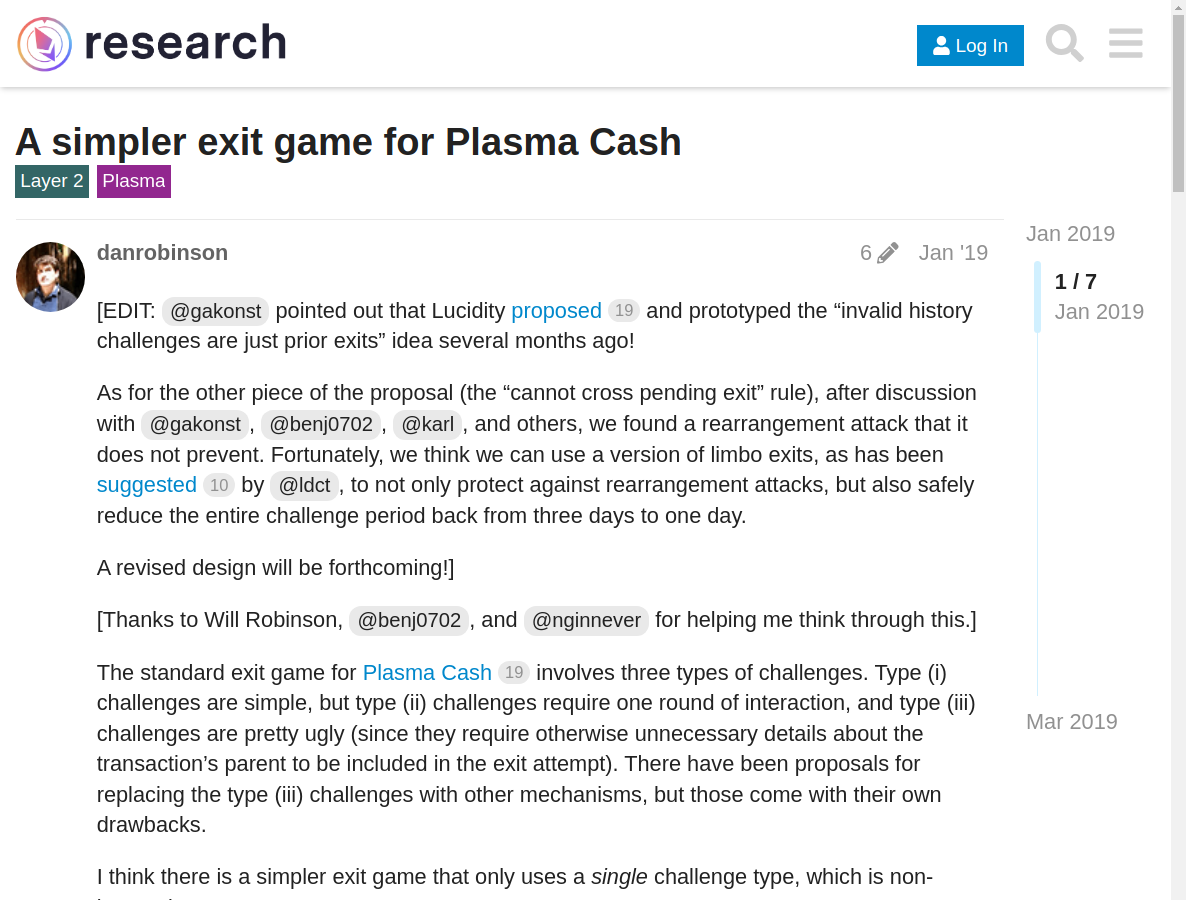 research
Log In
A simpler exit game for Plasma Cash
Layer 2 Plasma
danrobinson 6 Jan '19
[EDIT: @gakonst pointed out that Lucidity proposed 19 and prototyped the “invalid history
challenges are just prior exits” idea several months ago!
As for the other piece of the proposal (the “cannot cross pending exit” rule), after discussion
with @gakonst, @benj0702, @karl, and others, we found a rearrangement attack that it
does not prevent. Fortunately, we think we can use a version of limbo exits, as has been
suggested 10 by @ldct, to not only protect against rearrangement attacks, but also safely
reduce the entire challenge period back from three days to one day.
A revised design will be forthcoming!]
[Thanks to Will Robinson, @benj0702, and @nginnever for helping me think through this.]
The standard exit game for Plasma Cash 19 involves three types of challenges. Type (i)
challenges are simple, but type (ii) challenges require one round of interaction, and type (iii)
challenges are pretty ugly (since they require otherwise unnecessary details about the
transaction’s parent to be included in the exit attempt). There have been proposals for
replacing the type (iii) challenges with other mechanisms, but those come with their own
drawbacks.
I think there is a simpler exit game that only uses a single challenge type, which is non-
Jan 2019
1 / 7
Jan 2019
Mar 2019